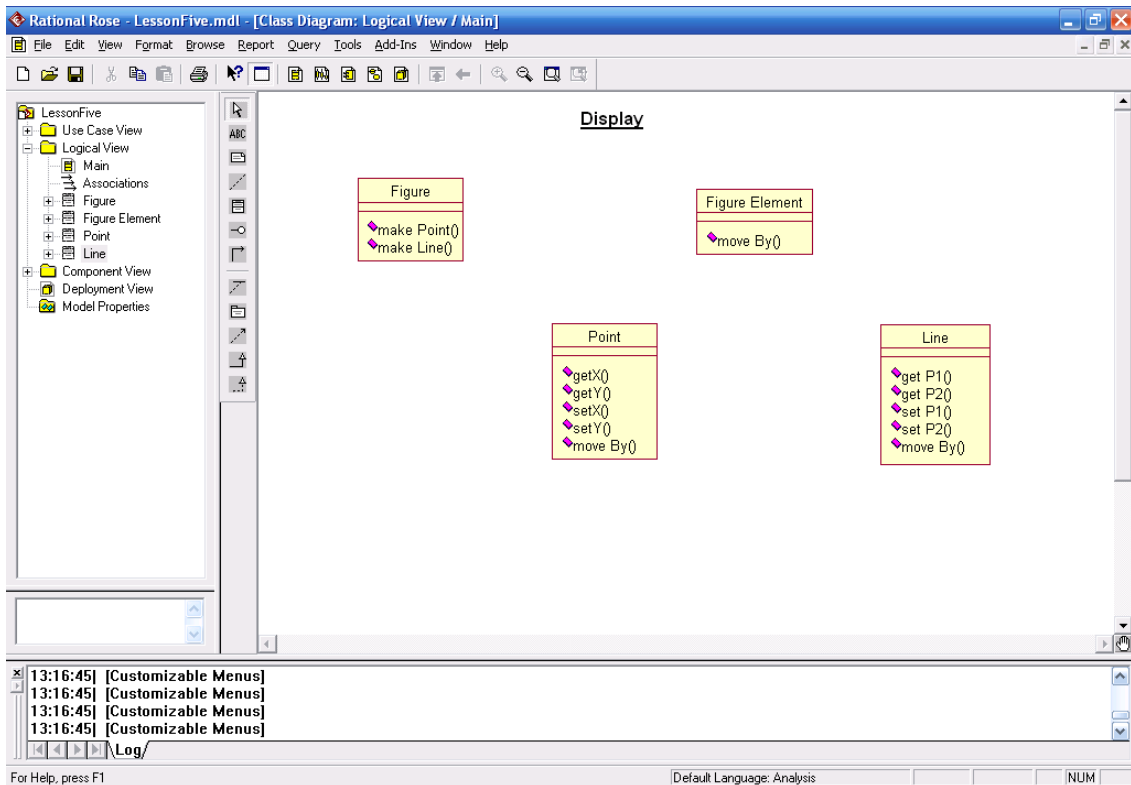 Rational Rose - LessonFive.mdl - [Class Diagram: Logical View / Main]
File Edit View Format Browse Report Query Tools Add-Ins Window Help
LessonFive
Use Case View
Logical View
Main
Associations
Figure
Figure Element
Point
Line
Component View
Deployment View
Model Properties
ABC
Display
Figure
make Point()
make Line()
Figure Element
move By()
Point
getX()
getY()
setX()
setY()
move By()
Line
get P1()
get P2()
set P1()
set P2()
move By()
13:16:45| [Customizable Menus]
13:16:45| [Customizable Menus]
13:16:45| [Customizable Menus]
13:16:45| [Customizable Menus]
Log
For Help, press F1
Default Language: Analysis
NUM